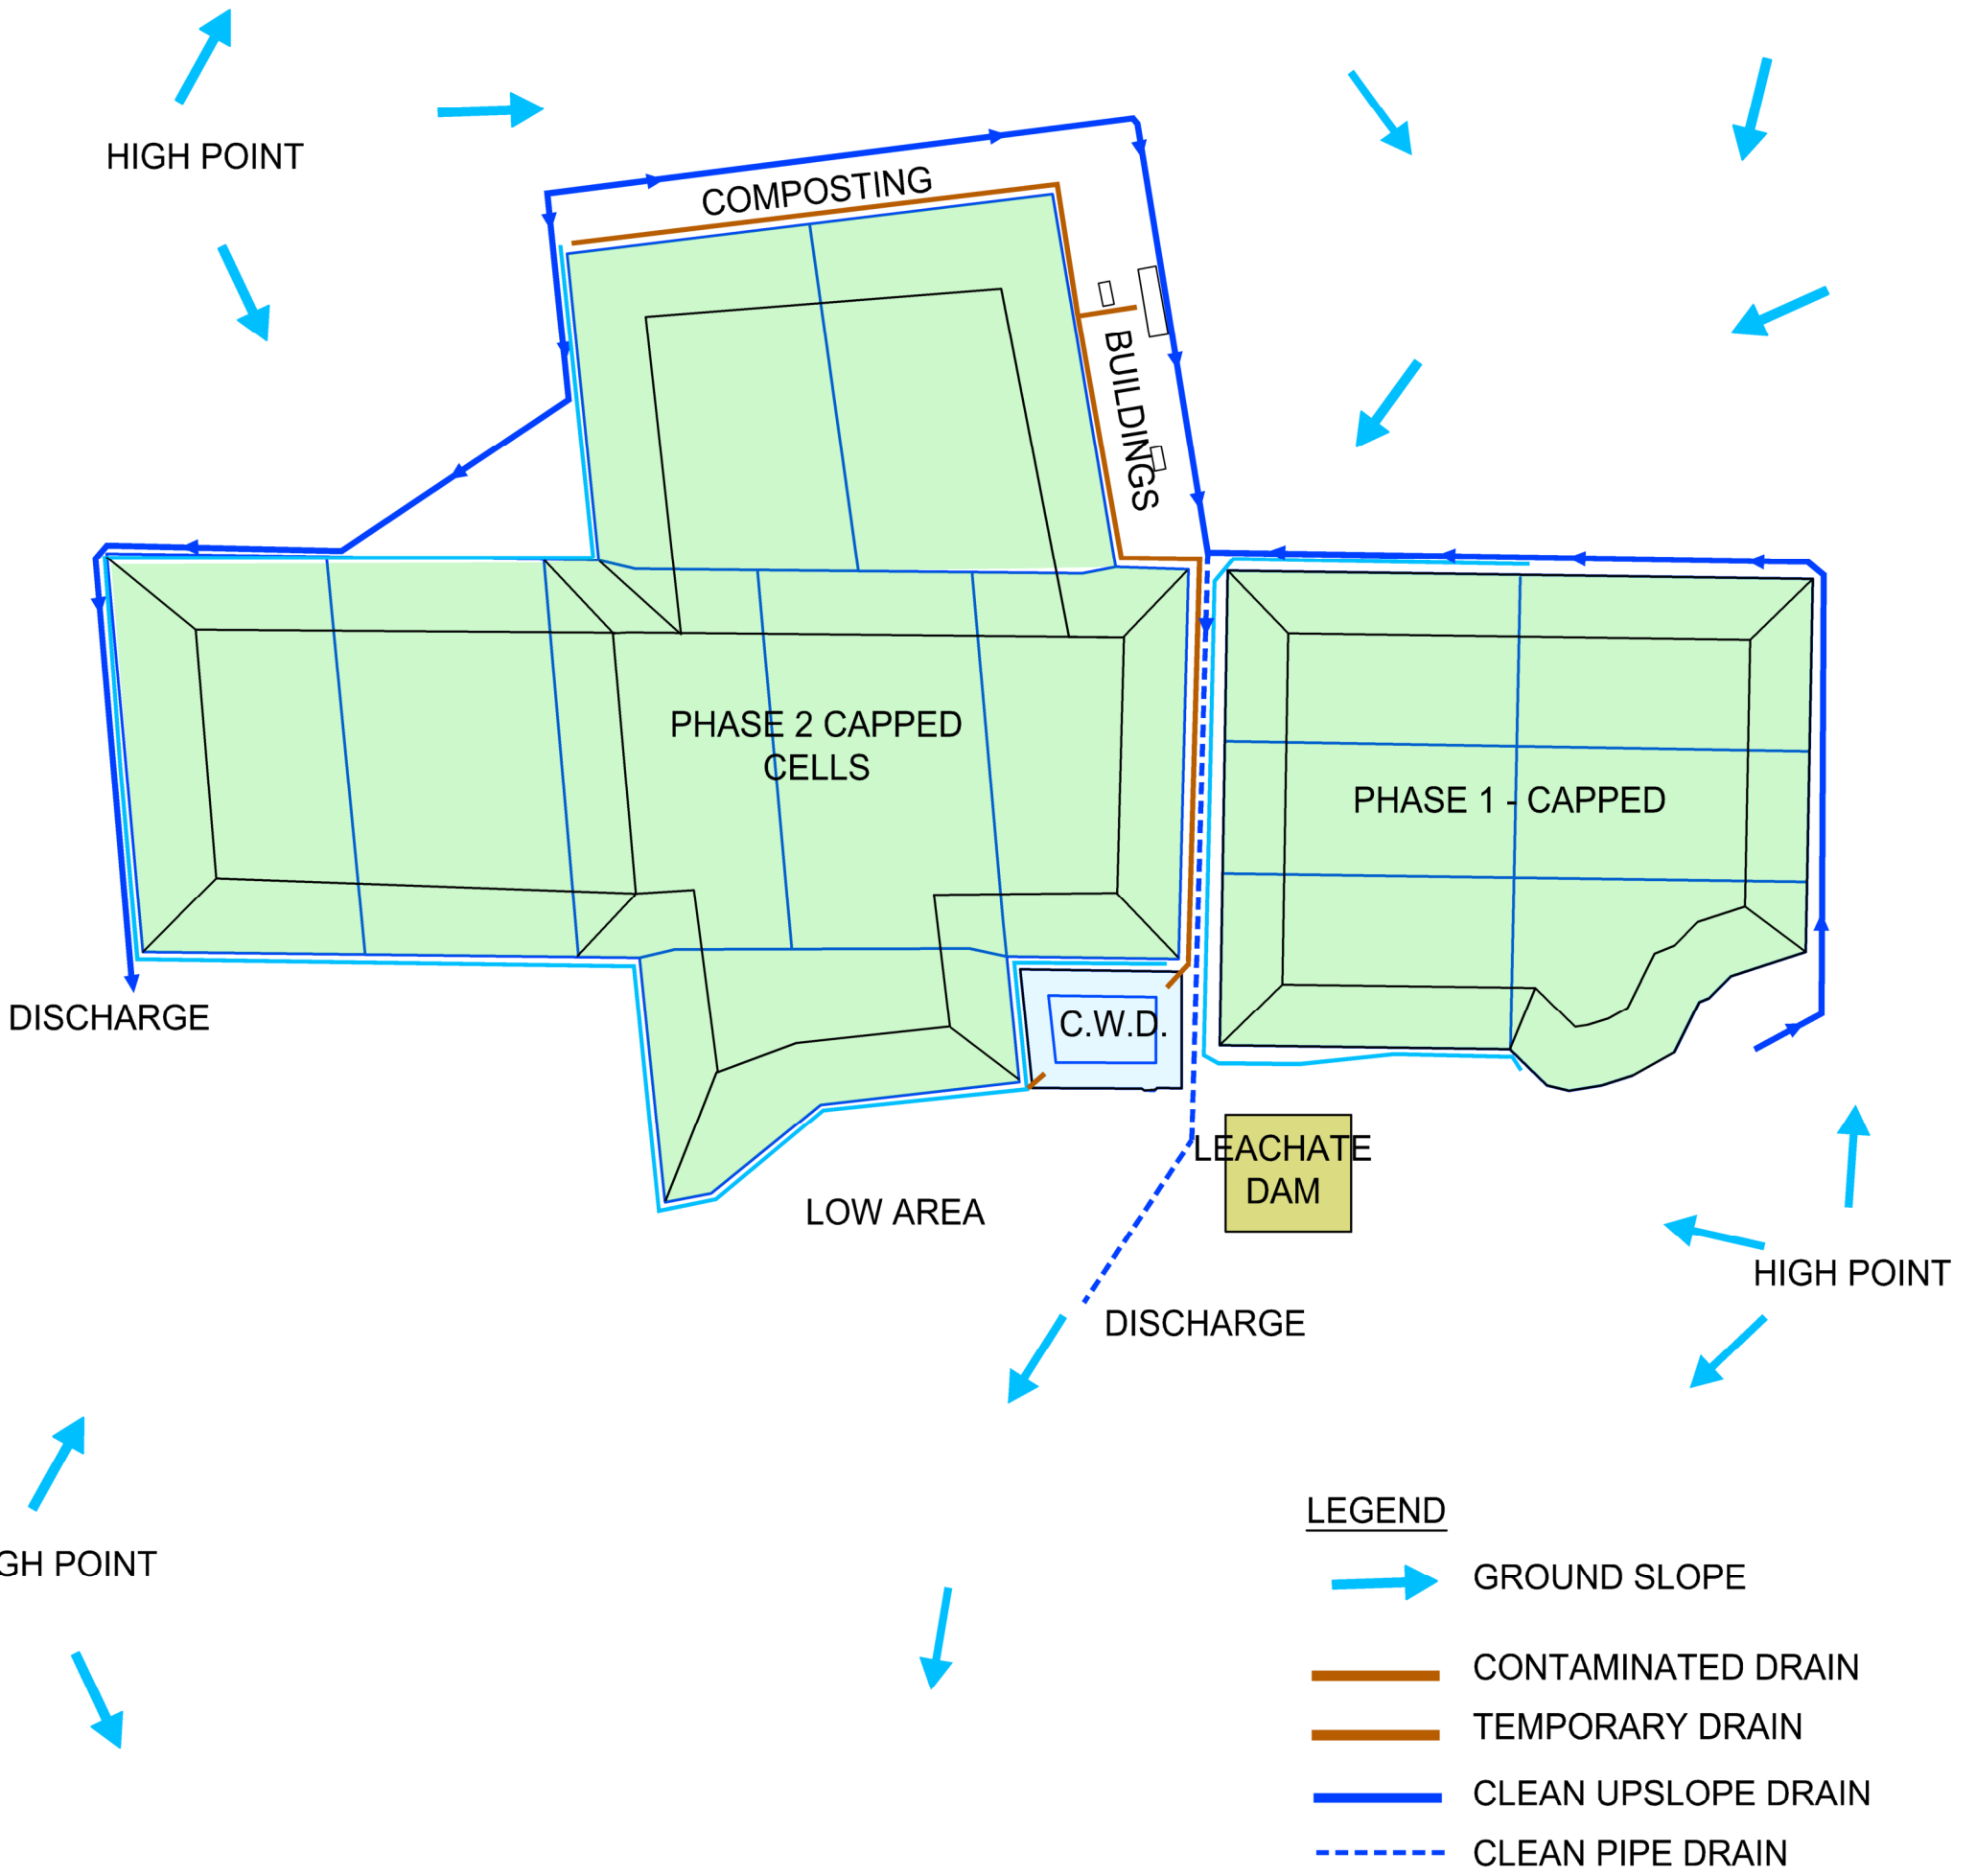 HIGH POINT
COMPOSTING
BUILDINGS
PHASE 2 CAPPED
CELLS
PHASE 1 - CAPPED
DISCHARGE
C.W.D.
LEACHATE
DAM
LOW AREA
HIGH POINT
DISCHARGE
GH POINT
LEGEND
GROUND SLOPE
CONTAMINATED DRAIN
TEMPORARY DRAIN
CLEAN UPSLOPE DRAIN
CLEAN PIPE DRAIN